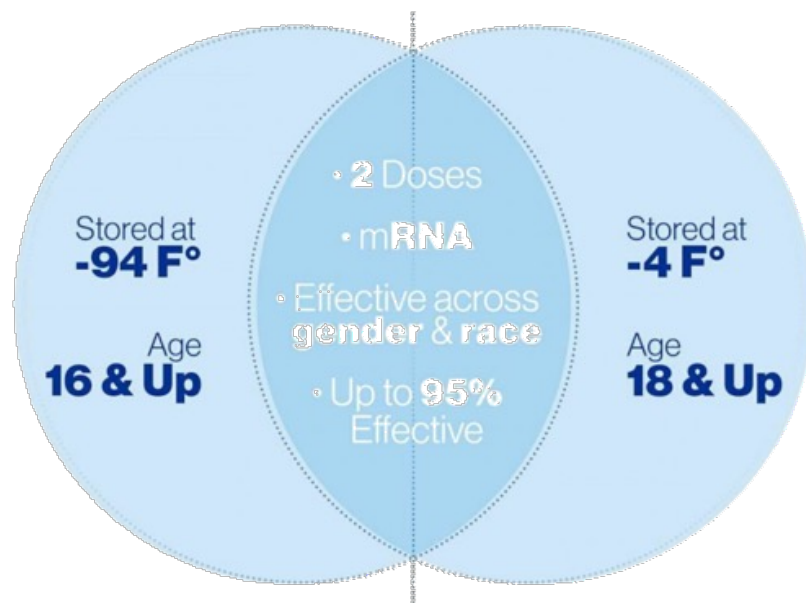 Stored at
-94 F°
Age
16 & Up
• 2 Doses
• mRNA
• Effective across
gender & race
• Up to 95%
Effective
Stored at
-4 F°
Age
18 & Up